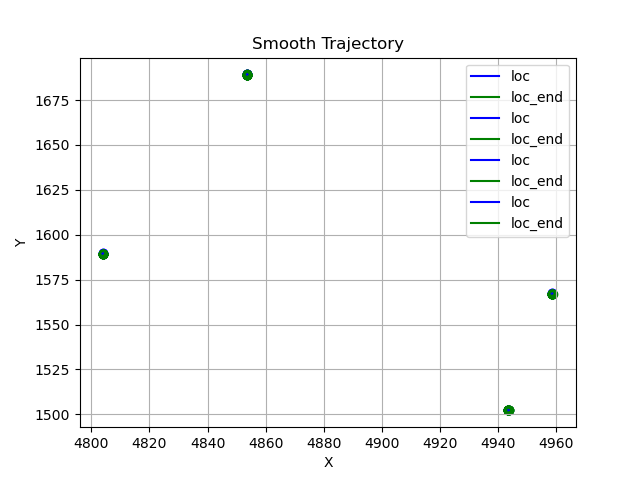 Smooth Trajectory
loc
loc_end
loc
loc_end
loc
loc_end
loc
loc_end
1675
1650
1625
1600
1575
1550
1525
1500
Y
4800 4820 4840 4860 4880 4900 4920 4940 4960
X